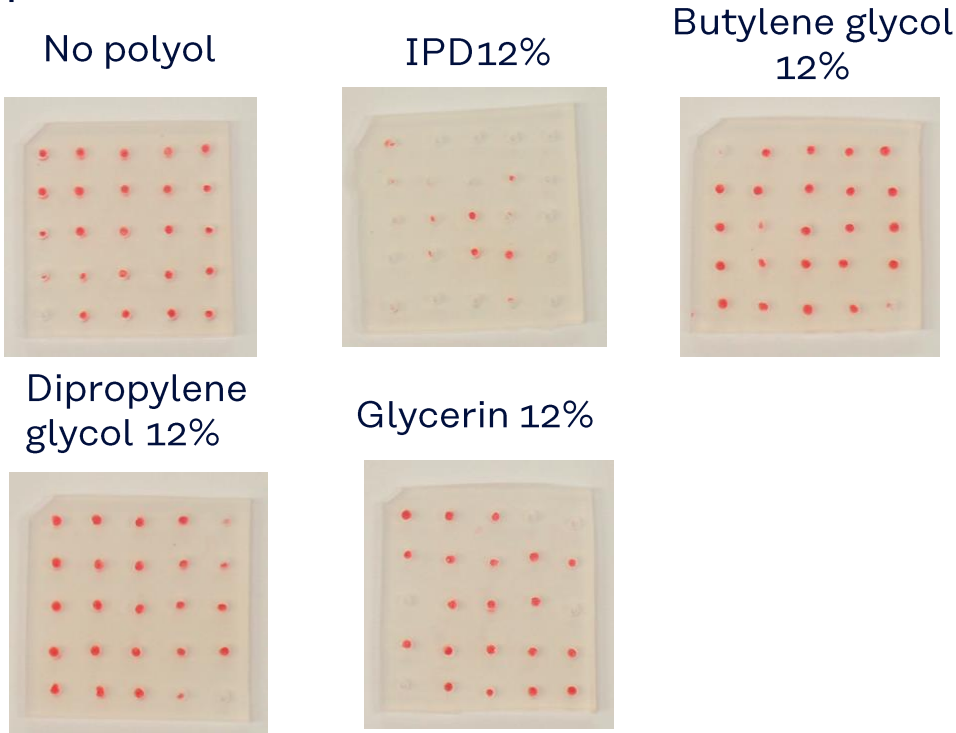 No polyol
IPD12%
Butylene glycol
12%
Dipropylene
glycol 12%
Glycerin 12%